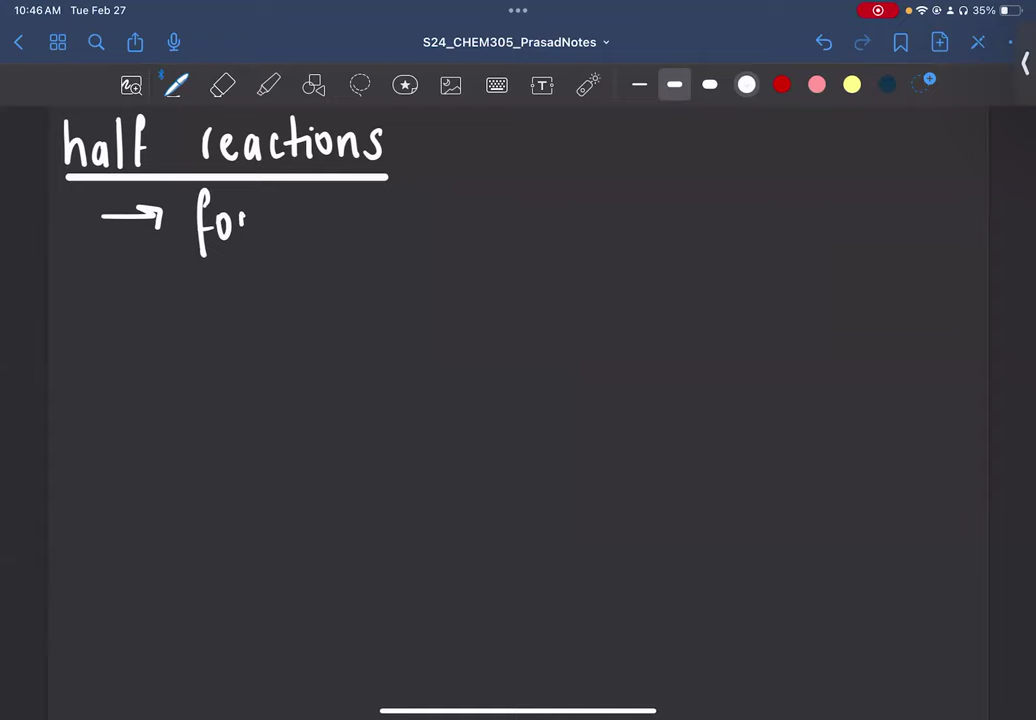 10:46 AM Tue Feb 27
35%
S24_CHEM305_PrasadNotes
half reactions
→ for